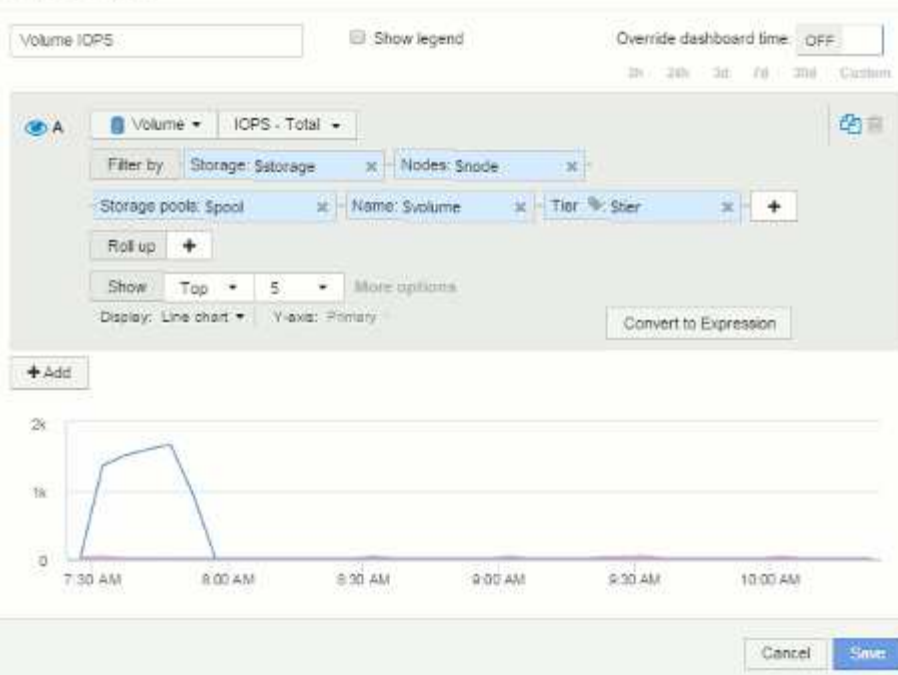 Volume IOPS Show legend Override dashboard time: OFF
3h 24h 3d 7d 30d Custom
A Volume IOPS - Total
Filter by Storage: $storage × Nodes: $node ×
Storage pools: $pool × Name: $volume × Tier $tier × +
Roll up +
Show Top 5 More options
Display: Line chart Y-axis: Primary Convert to Expression
+ Add
2k
1k
0
7:30 AM 8:00 AM 8:30 AM 9:00 AM 9:30 AM 10:00 AM
Cancel Save